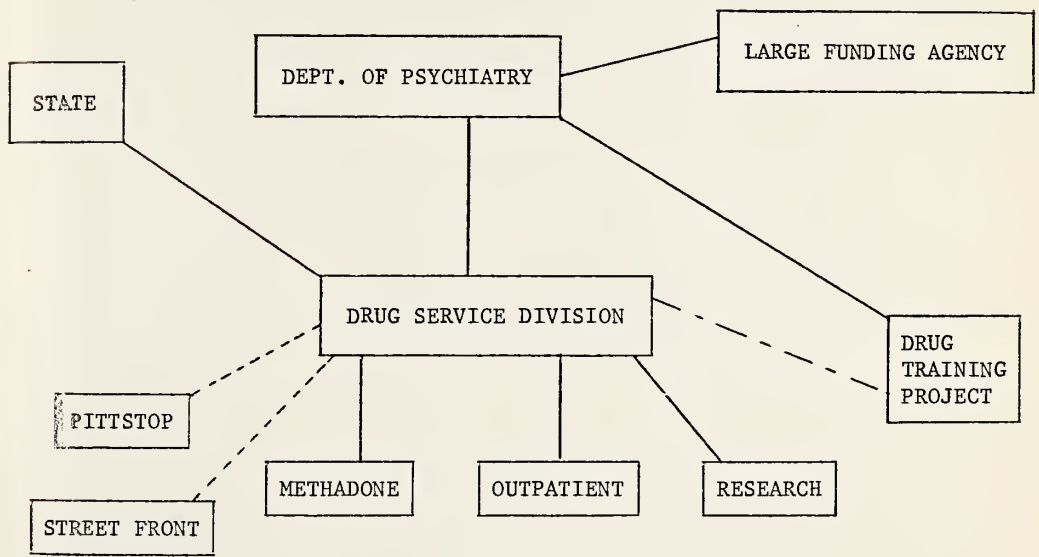 LARGE FUNDING AGENCY
DEPT. OF PSYCHIATRY
STATE
DRUG SERVICE DIVISION
DRUG
TRAINING
PROJECT
PITTSTOP
METHADONE
OUTPATIENT
RESEARCH
STREET FRONT